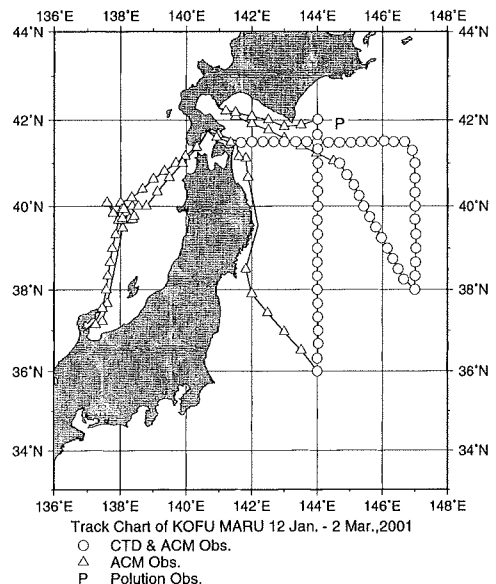 136˚E 138˚E 140˚E 142˚E 144˚E 146˚E 148˚E
44˚N 44˚N
P
42˚N 42˚N
40˚N 40˚N
38˚N 38˚N
36˚N 36˚N
34˚N 34˚N
136˚E 138˚E 140˚E 142˚E 144˚E 146˚E 148˚E
Track Chart of KOFU MARU 12 Jan. - 2 Mar.,2001
CTD & ACM Obs.
ACM Obs.
P Polution Obs.